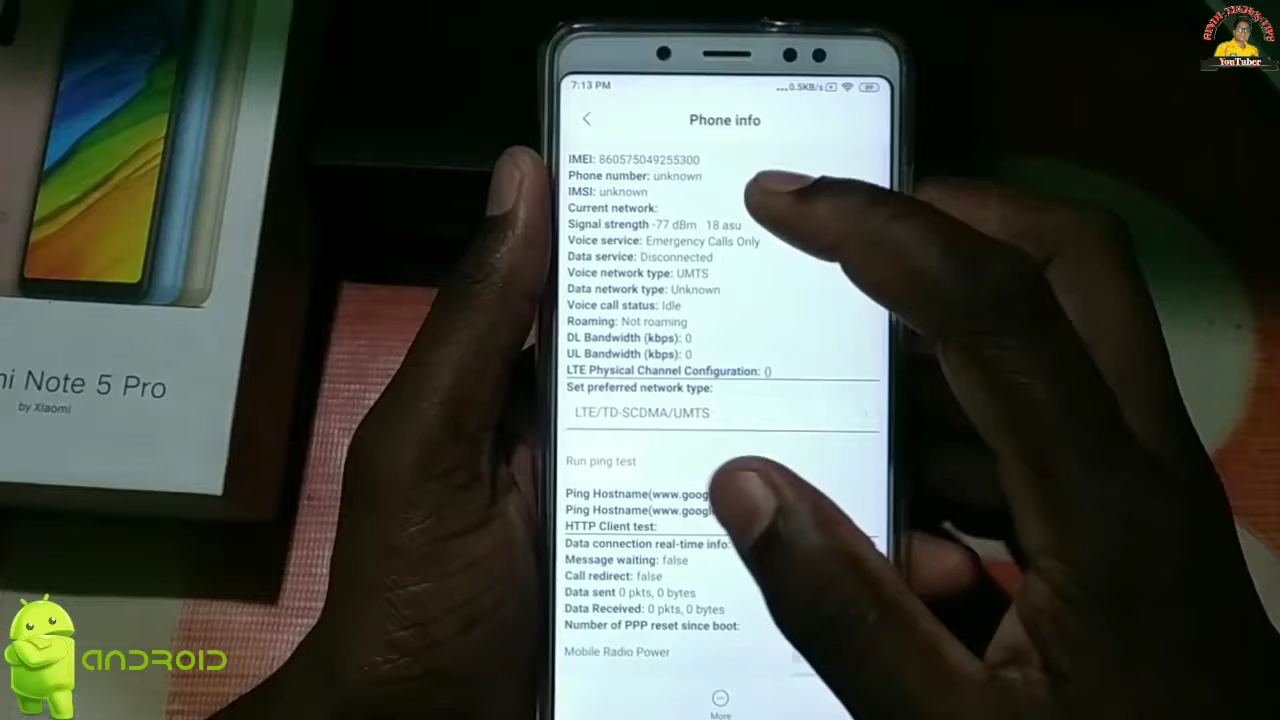 7:13 PM
...0.5KB/s
89
Phone info
IMEI: 860575049255300
Phone number: unknown
IMSI: unknown
Current network:
Signal strength -77 dBm 18 asu
Voice service: Emergency Calls Only
Data service: Disconnected
Voice network type: UMTS
Data network type: Unknown
Voice call status: Idle
Roaming: Not roaming
DL Bandwidth (kbps): 0
UL Bandwidth (kbps): 0
LTE Physical Channel Configuration: {}
Set preferred network type:
LTE/TD-SCDMA/UMTS
Run ping test
Ping Hostname(www.goog
Ping Hostname(www.googl
HTTP Client test:
Data connection real-time info:
Message waiting: false
Call redirect: false
Data sent 0 pkts, 0 bytes
Data Received: 0 pkts, 0 bytes
Number of PPP reset since boot:
Mobile Radio Power
More
mi Note 5 Pro
by Xiaomi
YouTuber
ANDROID